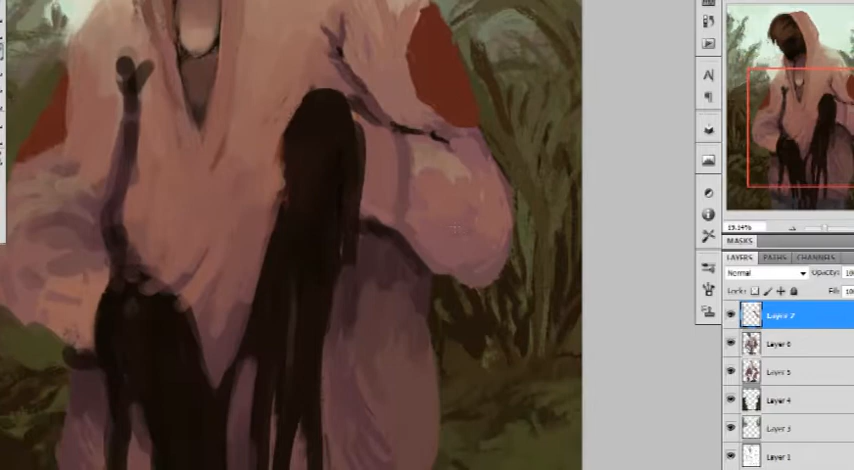 MASKS
LAYERS PATHS CHANNELS
Normal
Opacity:
Fill:
Layer 7
Layer 6
Layer 5
Layer 4
Layer 3
Layer 1